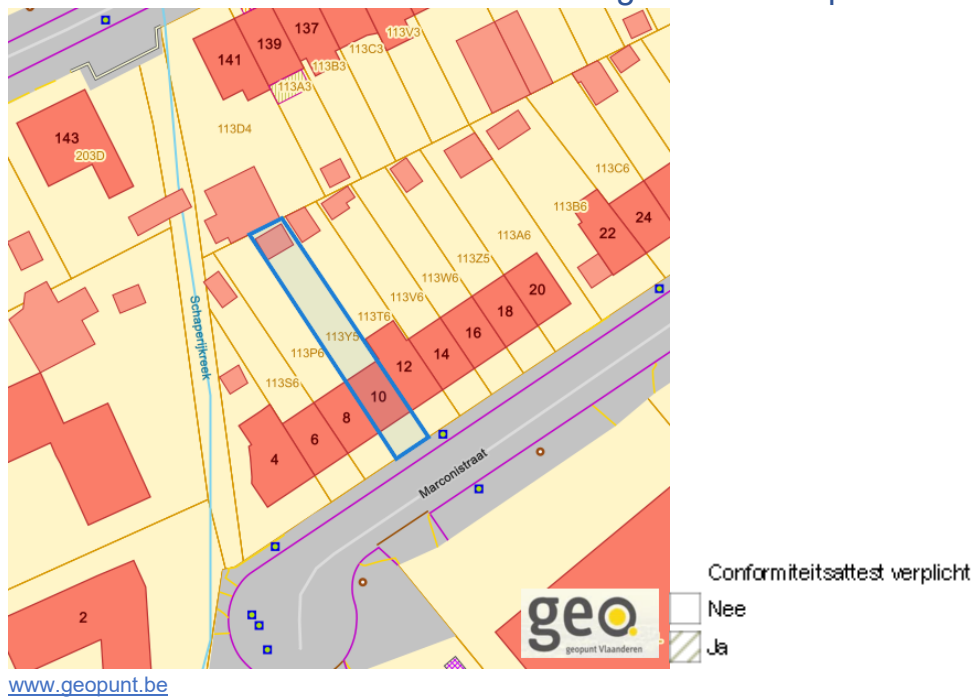 137
139
141
113V3
113C3
113B3
113A3
113D4
143
203D
113C6
113B6
24
22
113A6
113Z5
113W6
20
113V6
18
113T6
16
113Y5
14
113P6
12
113S6
10
8
6
4
Schaperijkreek
Marconistraat
2
geo.
geopunt Vlaanderen
Conformiteitsattest verplicht
Nee
Ja
www.geopunt.be